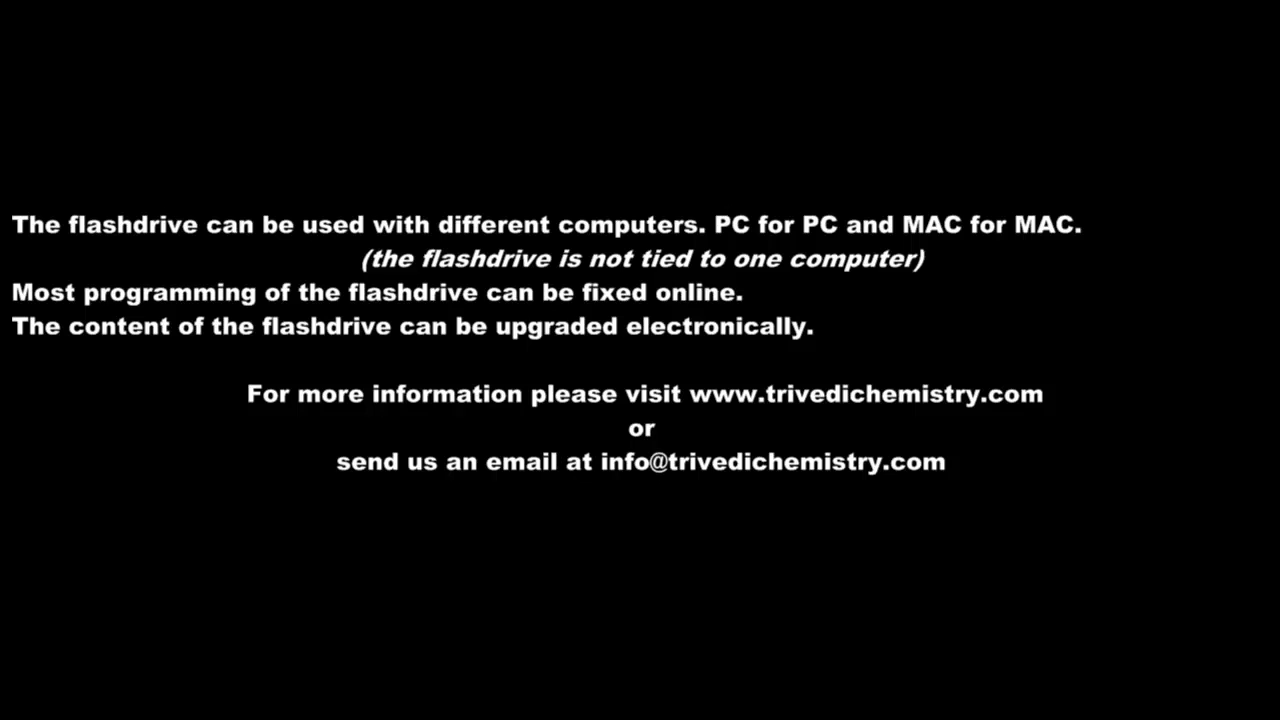 The flashdrive can be used with different computers. PC for PC and MAC for MAC.
(the flashdrive is not tied to one computer)
Most programming of the flashdrive can be fixed online.
The content of the flashdrive can be upgraded electronically.
For more information please visit www.trivedichemistry.com
or
send us an email at info@trivedichemistry.com